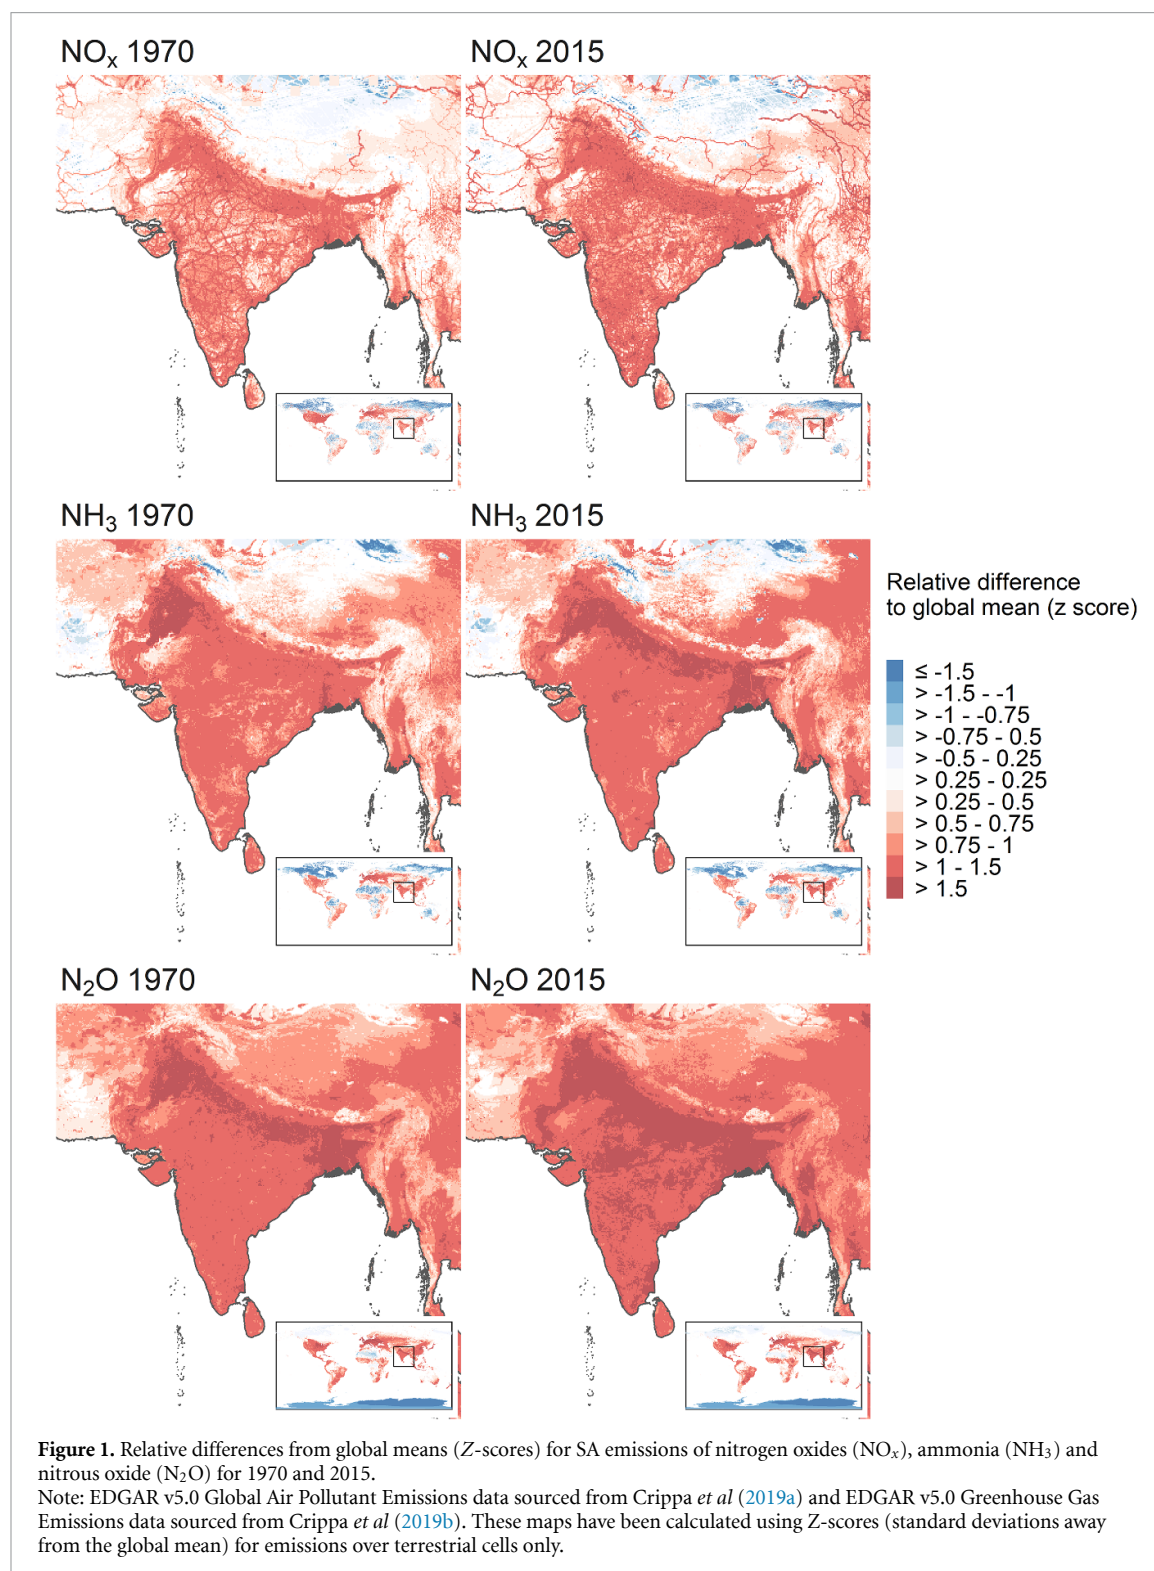 NOx 1970
NOx 2015
NH3 1970
NH3 2015
Relative difference
to global mean (z score)
≤ -1.5
> -1.5 - -1
> -1 - -0.75
> -0.75 - 0.5
> -0.5 - 0.25
> 0.25 - 0.25
> 0.25 - 0.5
> 0.5 - 0.75
> 0.75 - 1
> 1 - 1.5
> 1.5
N2O 1970
N2O 2015
Figure 1. Relative differences from global means (Z-scores) for SA emissions of nitrogen oxides (NOx), ammonia (NH3) and
nitrous oxide (N2O) for 1970 and 2015.
Note: EDGAR v5.0 Global Air Pollutant Emissions data sourced from Crippa et al (2019a) and EDGAR v5.0 Greenhouse Gas
Emissions data sourced from Crippa et al (2019b). These maps have been calculated using Z-scores (standard deviations away
from the global mean) for emissions over terrestrial cells only.